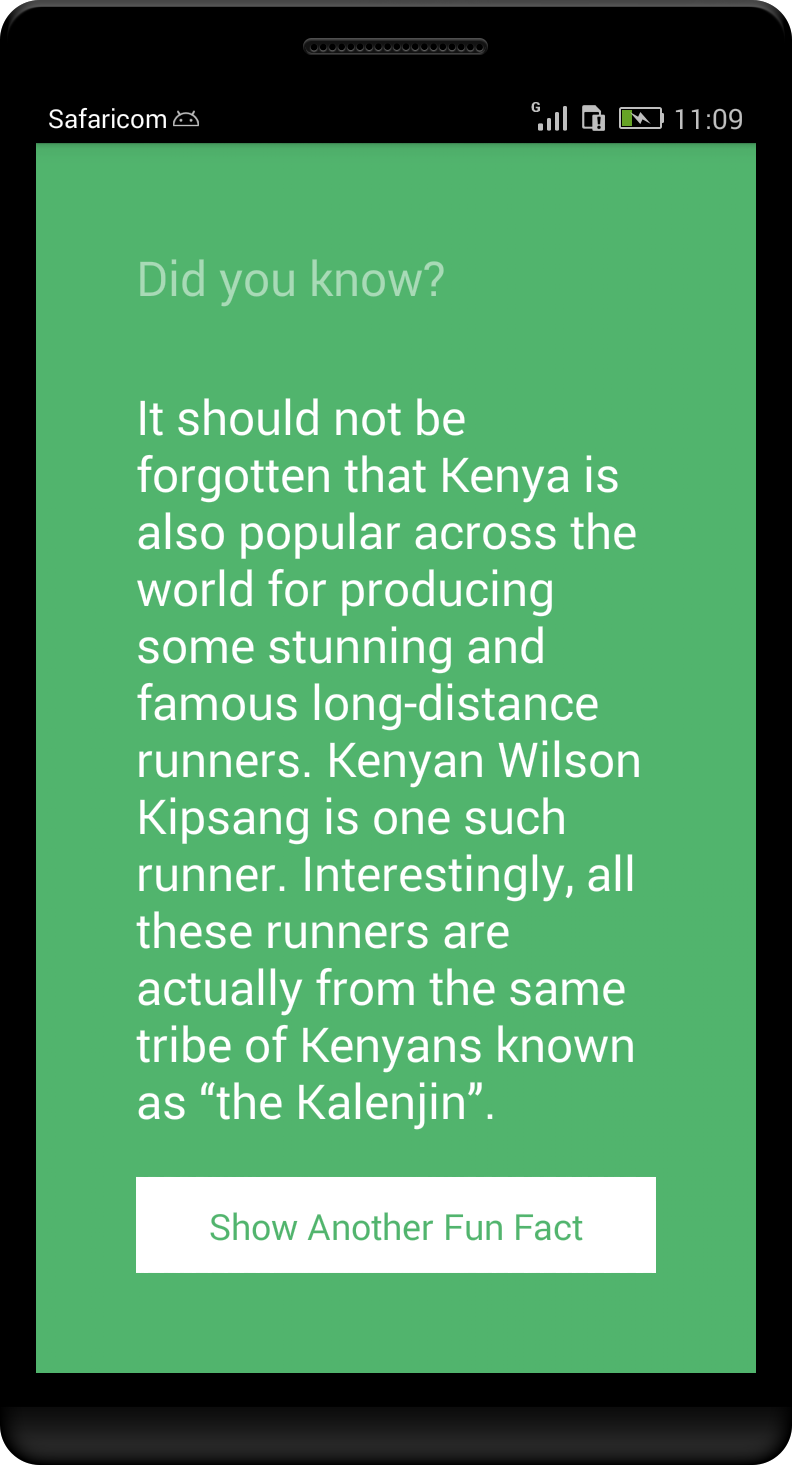 Safaricom G 11:09
Did you know?
It should not be
forgotten that Kenya is
also popular across the
world for producing
some stunning and
famous long-distance
runners. Kenyan Wilson
Kipsang is one such
runner. Interestingly, all
these runners are
actually from the same
tribe of Kenyans known
as “the Kalenjin”.
Show Another Fun Fact